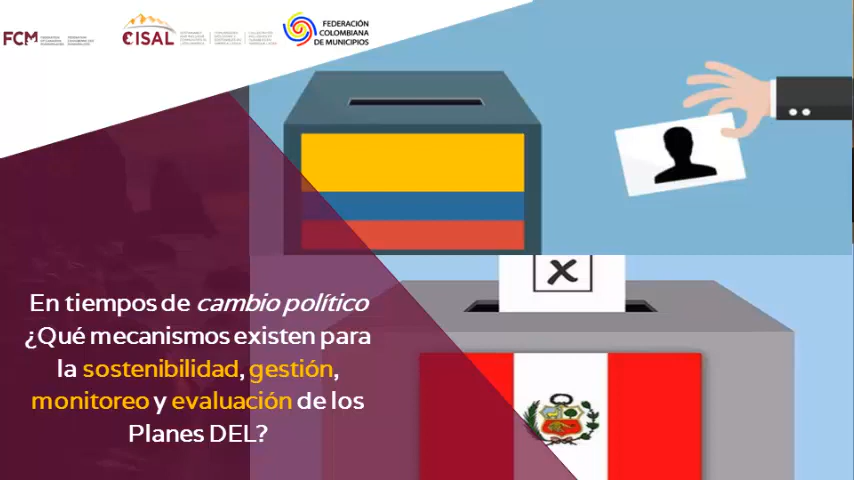 FCM
CISAL
FEDERACIÓN
COLOMBIANA
DE MUNICIPIOS
En tiempos de cambio político
¿Qué mecanismos existen para
la sostenibilidad, gestión,
monitoreo y evaluación de los
Planes DEL?